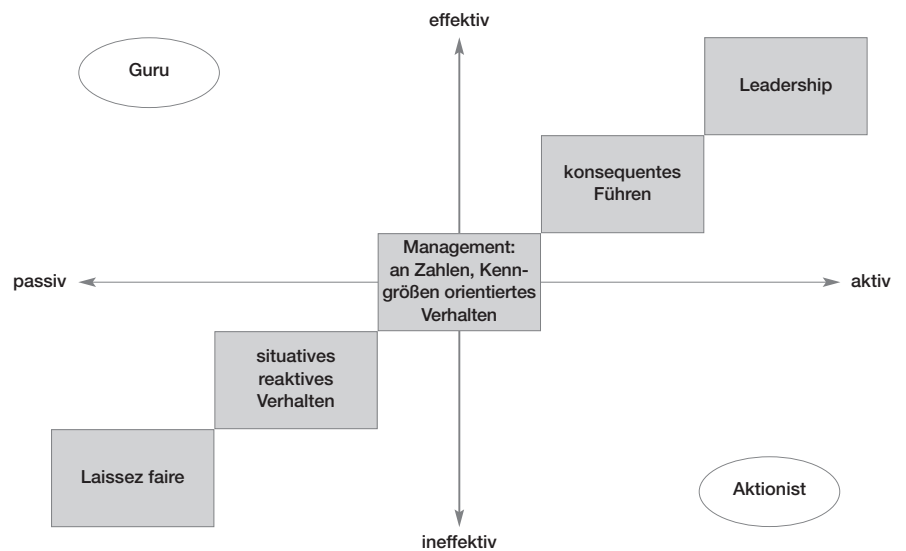 effektiv
Guru
Leadership
konsequentes
Führen
Management:
an Zahlen, Kenn-
größen orientiertes
Verhalten
passiv
aktiv
situatives
reaktives
Verhalten
Laissez faire
Aktionist
ineffektiv